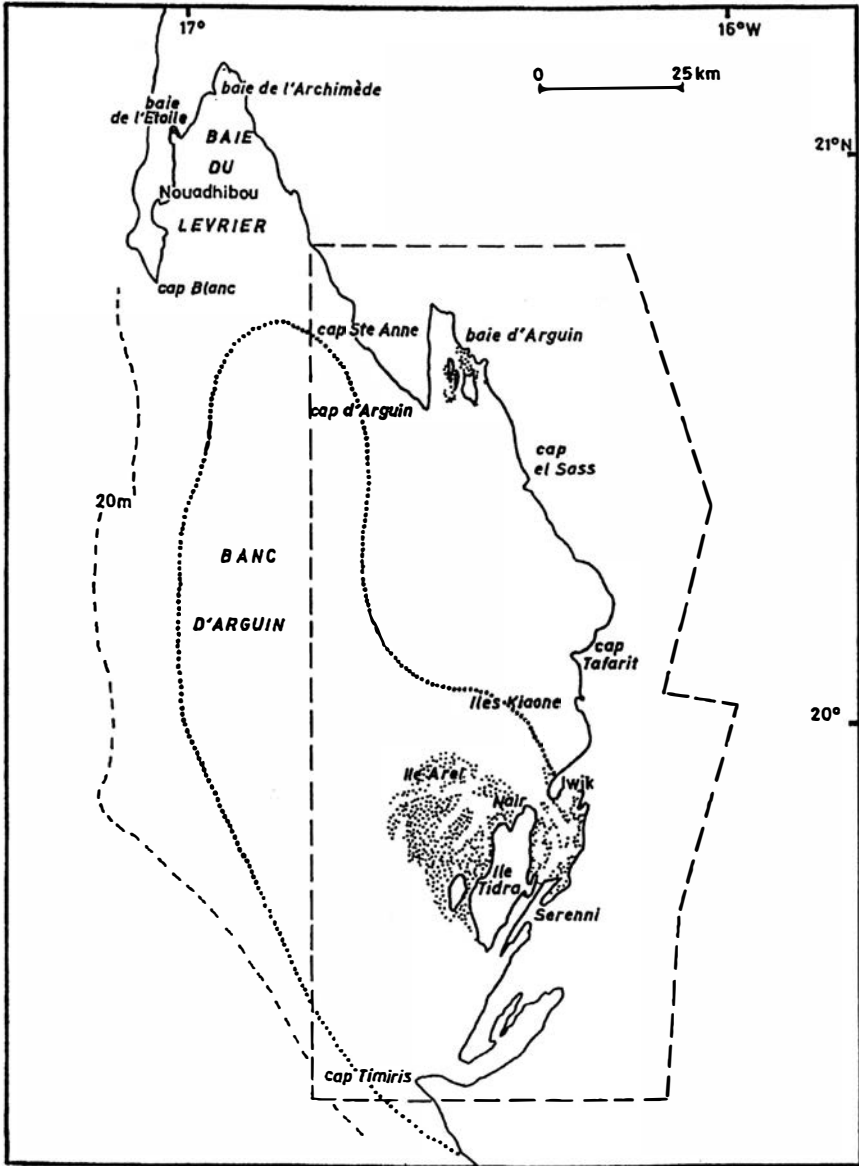 17°
16°W
0 25 km
baie de l'Archimède
baie
de l'Etoile
BAIE
DU
21°N
Nouadhibou
LEVRIER
cap Blanc
cap Ste Anne
baie d'Arguin
cap d'Arguin
cap
el Sass
20m
BANC
D'ARGUIN
cap
Tafarit
Iles Kiaone
20°
Ile Arel
Iwik
Nair
Ile
Tidra
Serenni
cap Timiris